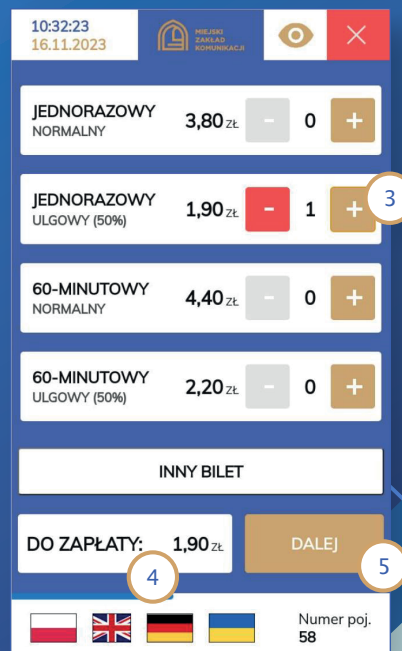 10:32:23
16.11.2023
MIEJSKI
ZAKŁAD
KOMUNIKACJI
JEDNORAZOWY
NORMALNY
3,80 ZŁ - 0 +
JEDNORAZOWY
ULGOWY (50%)
1,90 ZŁ - 1 +
3
60-MINUTOWY
NORMALNY
4,40 ZŁ - 0 +
60-MINUTOWY
ULGOWY (50%)
2,20 ZŁ - 0 +
INNY BILET
DO ZAPŁATY: 1,90 ZŁ
DALEJ
4
5
Numer poj.
58